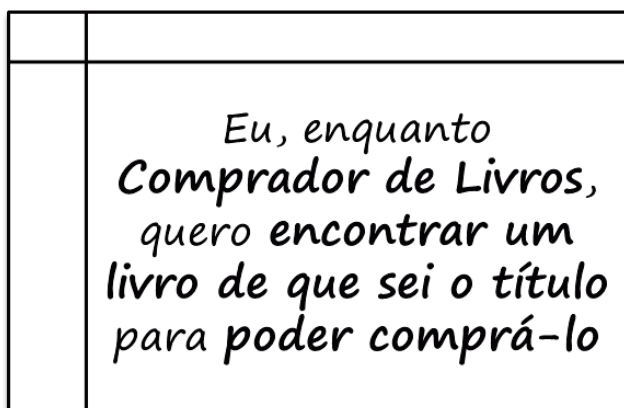 Eu, enquanto
Comprador de Livros,
quero encontrar um
livro de que sei o título
para poder comprá-lo